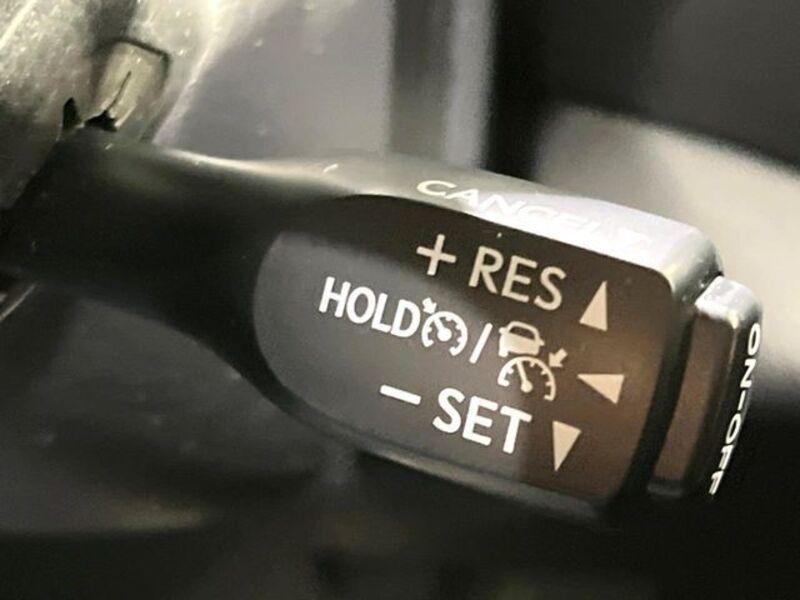 CANCEL
+ RES
HOLD /
− SET
ON-OFF